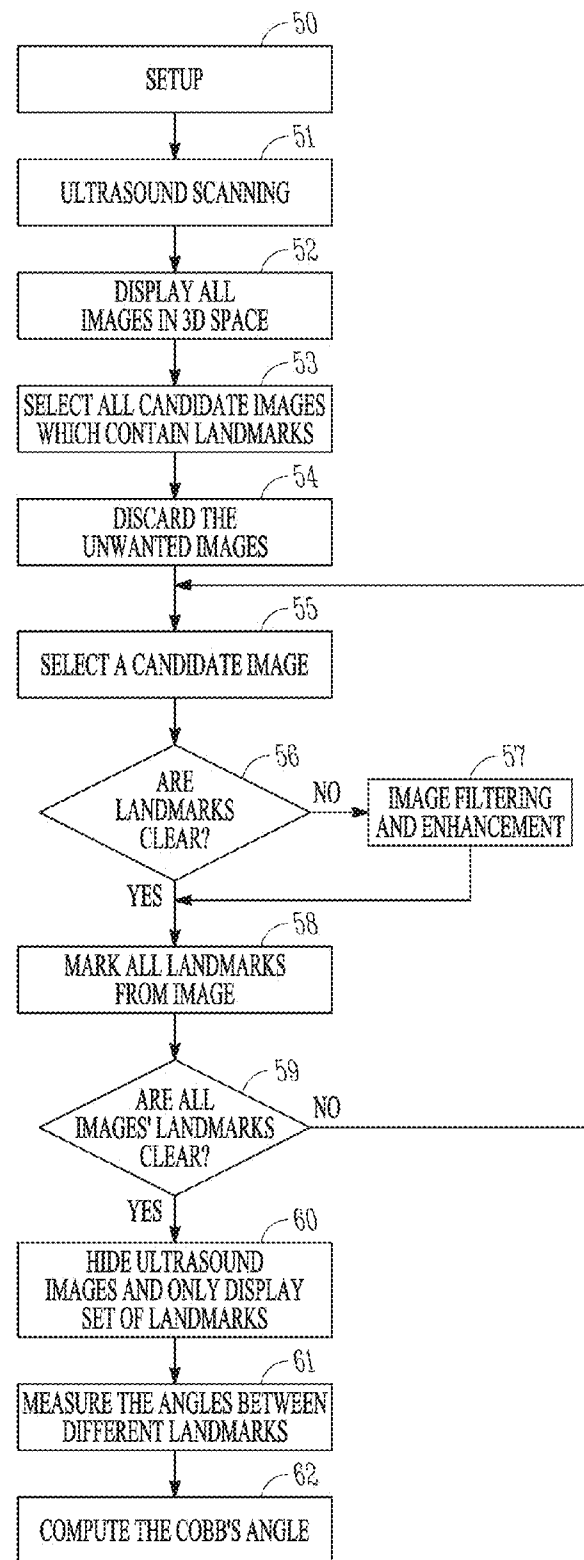 50
SETUP
51
ULTRASOUND SCANNING
52
DISPLAY ALL
IMAGES IN 3D SPACE
53
SELECT ALL CANDIDATE IMAGES
WHICH CONTAIN LANDMARKS
54
DISCARD THE
UNWANTED IMAGES
55
SELECT A CANDIDATE IMAGE
56
ARE
LANDMARKS
CLEAR?
NO
57
IMAGE FILTERING
AND ENHANCEMENT
YES
58
MARK ALL LANDMARKS
FROM IMAGE
59
ARE ALL
IMAGES' LANDMARKS
CLEAR?
NO
YES
60
HIDE ULTRASOUND
IMAGES AND ONLY DISPLAY
SET OF LANDMARKS
61
MEASURE THE ANGLES BETWEEN
DIFFERENT LANDMARKS
62
COMPUTE THE COBB'S ANGLE